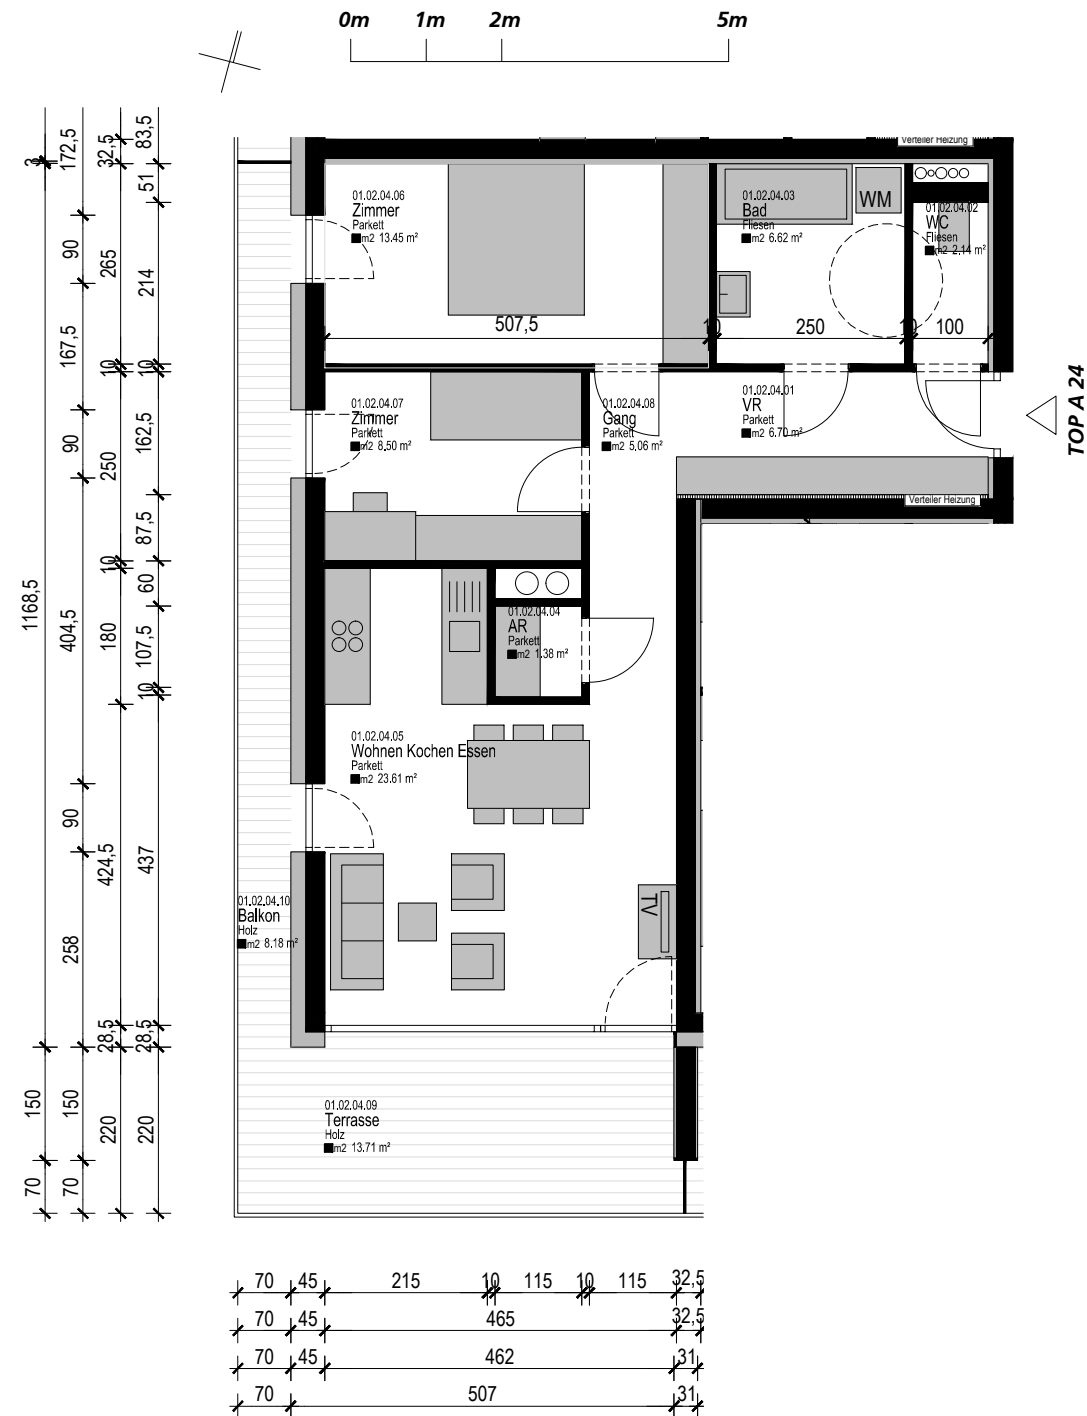 0m 1m 2m 5m
Verteiler Heizung
01.02.04.06
Zimmer
Parkett
m2 13.45 m²
01.02.04.03
Bad
Fliesen
m2 6.62 m²
WM
01.02.04.02
WC
Fliesen
m2 2.14 m²
507,5 10 250 10 100
01.02.04.07
Zimmer
Parkett
m2 8.50 m²
01.02.04.08
Gang
Parkett
m2 5,06 m²
01.02.04.01
VR
Parkett
m2 6.70 m²
TOP A 24
Verteiler Heizung
01.02.04.04
AR
Parkett
m2 1.38 m²
01.02.04.05
Wohnen Kochen Essen
Parkett
m2 23.61 m²
TV
01.02.04.10
Balkon
Holz
m2 8.18 m²
01.02.04.09
Terrasse
Holz
m2 13.71 m²
1168,5 150 70
172,5 90 167,5 90 404,5 90 258 150 70
32,5 265 10 250 10 180 424,5 28,5 220
83,5 51 214 10 162,5 87,5 60 107,5 10 437 28,5 220
70 45 215 10 115 10 115 32,5
70 45 465 32,5
70 45 462 31
70 507 31